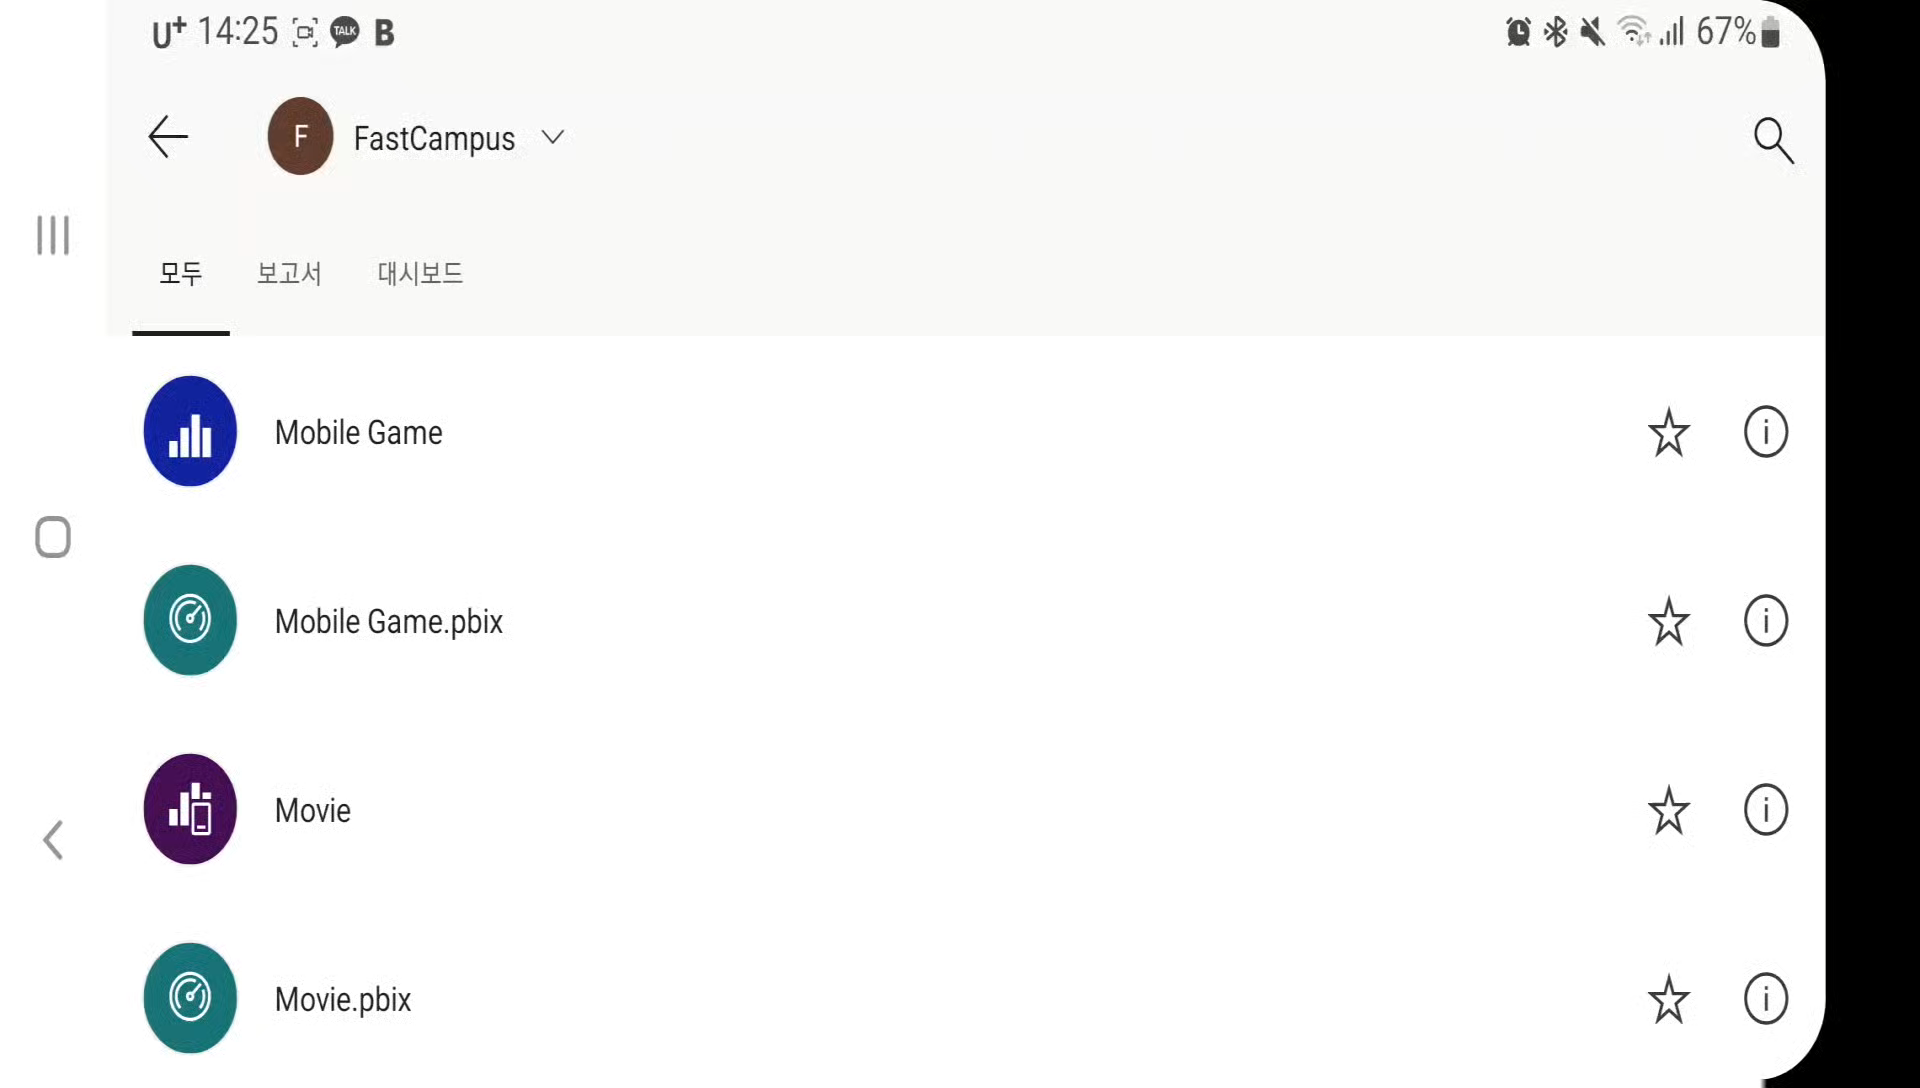 U+ 14:25 TALK B 67%
F FastCampus
모두 보고서 대시보드
Mobile Game
Mobile Game.pbix
Movie
Movie.pbix